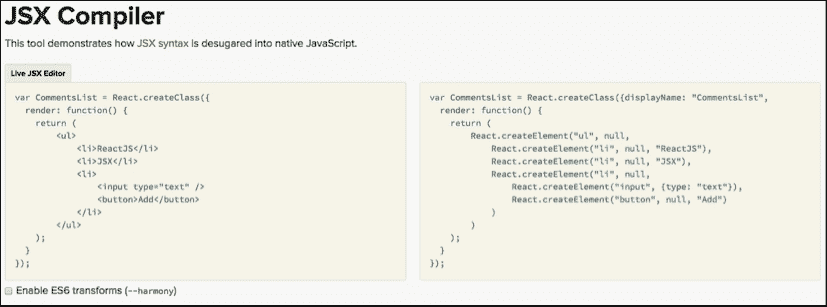 JSX Compiler
This tool demonstrates how JSX syntax is desugared into native JavaScript.
Live JSX Editor
var CommentsList = React.createClass({
  render: function() {
    return (
        <ul>
            <li>ReactJS</li>
            <li>JSX</li>
            <li>
                <input type="text" />
                <button>Add</button>
            </li>
        </ul>
    );
  }
});
var CommentsList = React.createClass({displayName: "CommentsList",
  render: function() {
    return (
        React.createElement("ul", null,
            React.createElement("li", null, "ReactJS"),
            React.createElement("li", null, "JSX"),
            React.createElement("li", null,
                React.createElement("input", {type: "text"}),
                React.createElement("button", null, "Add")
            )
        )
    );
  }
});
Enable ES6 transforms (--harmony)